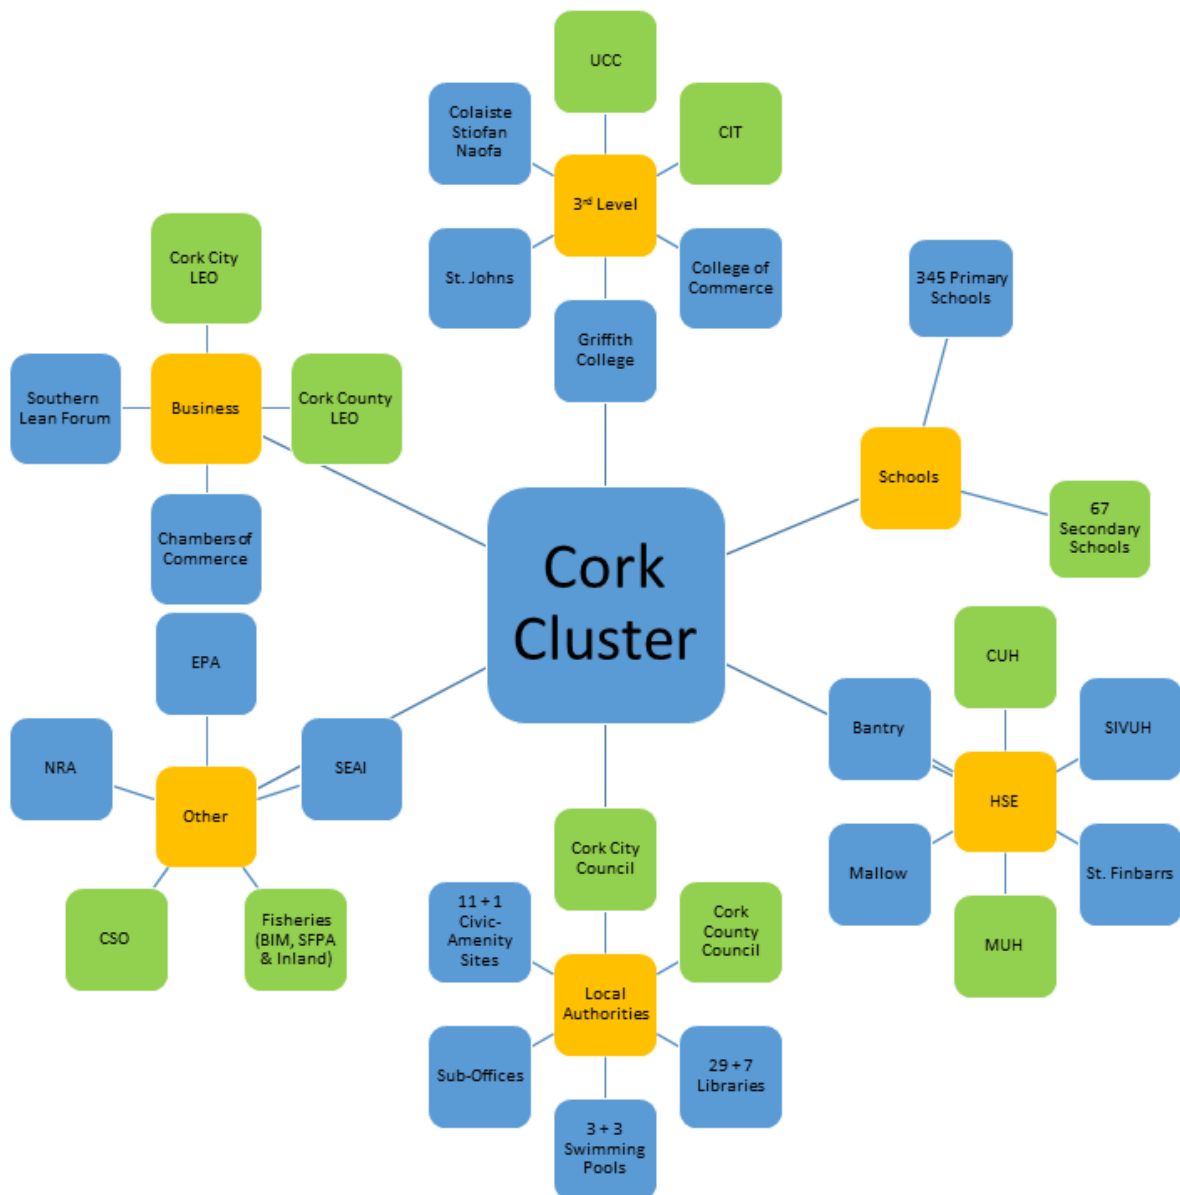 UCC
Colaiste
Stiofan
Naofa
CIT
3rd Level
St. Johns
College of
Commerce
Griffith
College
Cork City
LEO
Southern
Lean Forum
Business
Cork County
LEO
Chambers of
Commerce
345 Primary
Schools
Schools
67
Secondary
Schools
Cork
Cluster
EPA
NRA
SEAI
Other
CSO
Fisheries
(BIM, SFPA
& Inland)
CUH
Bantry
SIVUH
HSE
Mallow
St. Finbarrs
MUH
Cork City
Council
11 + 1
Civic-
Amenity
Sites
Cork
County
Council
Local
Authorities
Sub-Offices
29 + 7
Libraries
3 + 3
Swimming
Pools